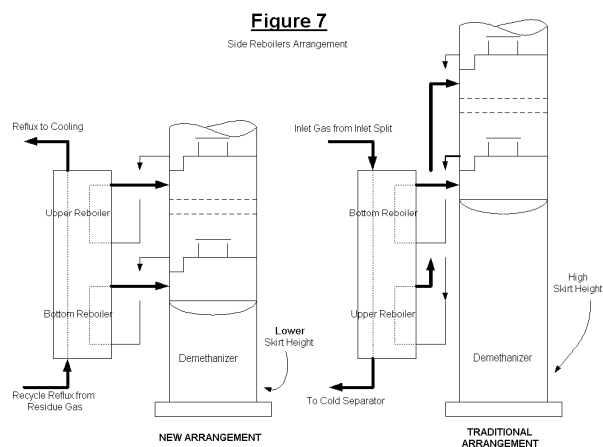 Figure 7
Side Reboilers Arrangement
Reflux to Cooling
Upper Reboiler
Bottom Reboiler
Demethanizer
Lower
Skirt Height
Recycle Reflux from
Residue Gas
NEW ARRANGEMENT
Inlet Gas from Inlet Split
Bottom Reboiler
Upper Reboiler
High
Skirt Height
Demethanizer
To Cold Separator
TRADITIONAL
ARRANGEMENT